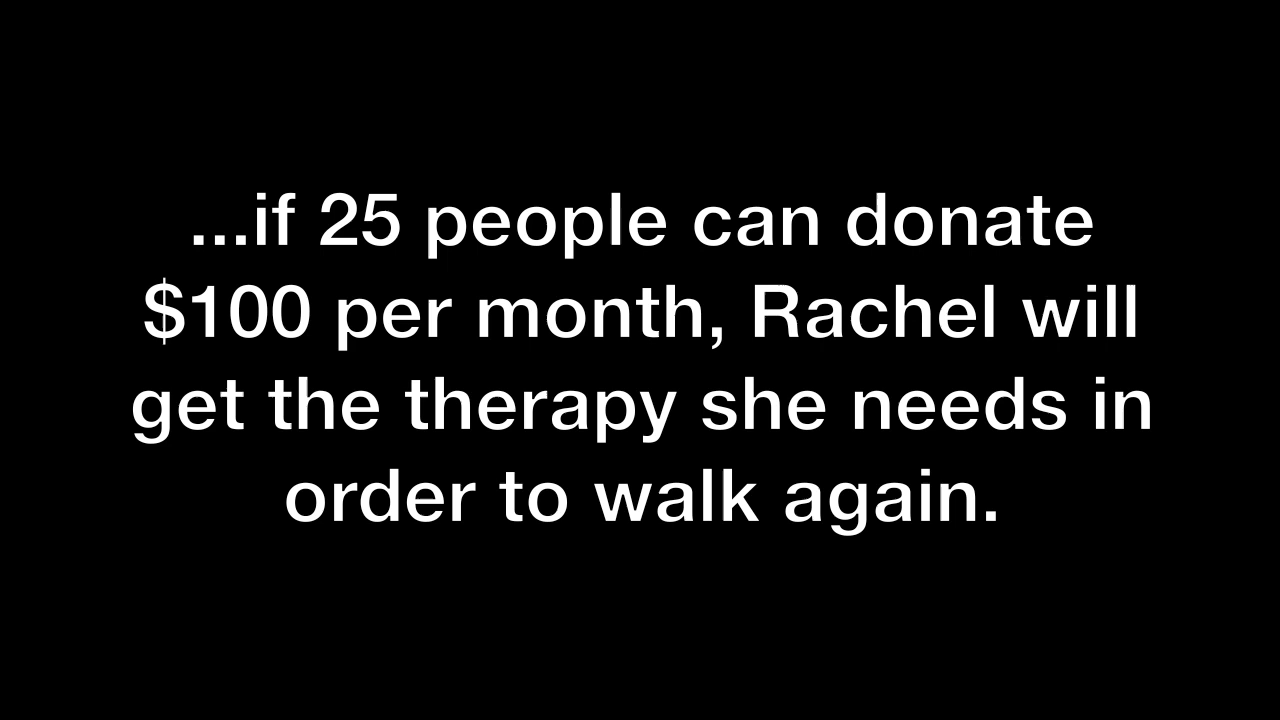 ...if 25 people can donate
$100 per month, Rachel will
get the therapy she needs in
order to walk again.